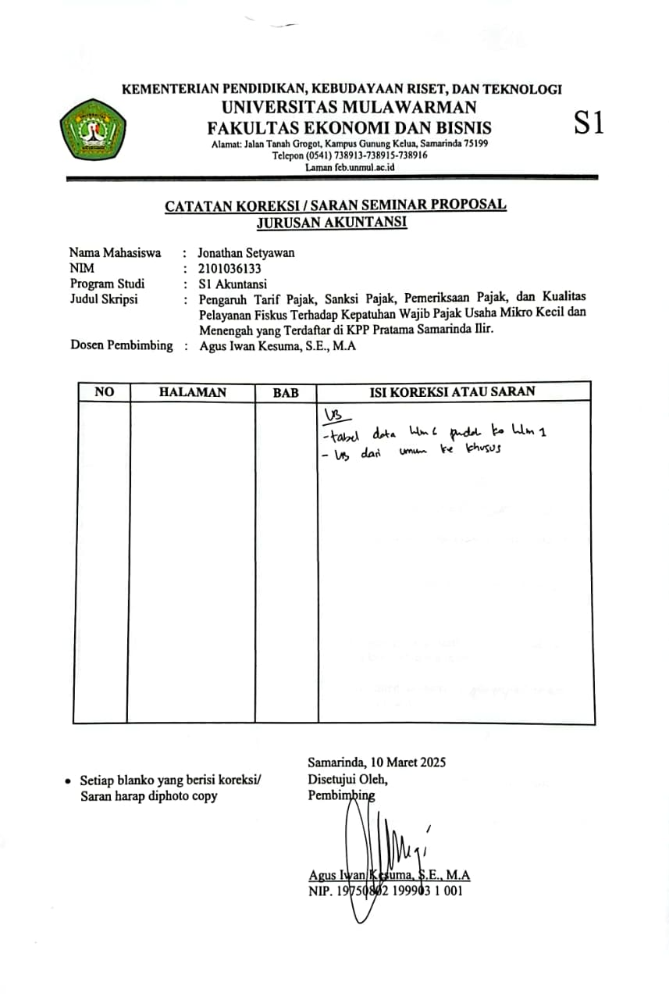 KEMENTERIAN PENDIDIKAN, KEBUDAYAAN RISET, DAN TEKNOLOGI
UNIVERSITAS MULAWARMAN
FAKULTAS EKONOMI DAN BISNIS
S1
Alamat: Jalan Tanah Grogot, Kampus Gunung Kelua, Samarinda 75199
Telepon (0541) 738913-738915-738916
Laman feb.unmul.ac.id
CATATAN KOREKSI / SARAN SEMINAR PROPOSAL
JURUSAN AKUNTANSI
Nama Mahasiswa : Jonathan Setyawan
NIM : 2101036133
Program Studi : S1 Akuntansi
Judul Skripsi : Pengaruh Tarif Pajak, Sanksi Pajak, Pemeriksaan Pajak, dan Kualitas
Pelayanan Fiskus Terhadap Kepatuhan Wajib Pajak Usaha Mikro Kecil dan
Menengah yang Terdaftar di KPP Pratama Samarinda Ilir.
Dosen Pembimbing : Agus Iwan Kesuma, S.E., M.A
NO HALAMAN BAB ISI KOREKSI ATAU SARAN
- tabel data hlm 6 ke hlm 1
- dari umum ke khusus
Samarinda, 10 Maret 2025
• Setiap blanko yang berisi koreksi/
Saran harap diphoto copy
Disetujui Oleh,
Pembimbing
Agus Iwan Kesuma, S.E., M.A
NIP. 19750802 199903 1 001